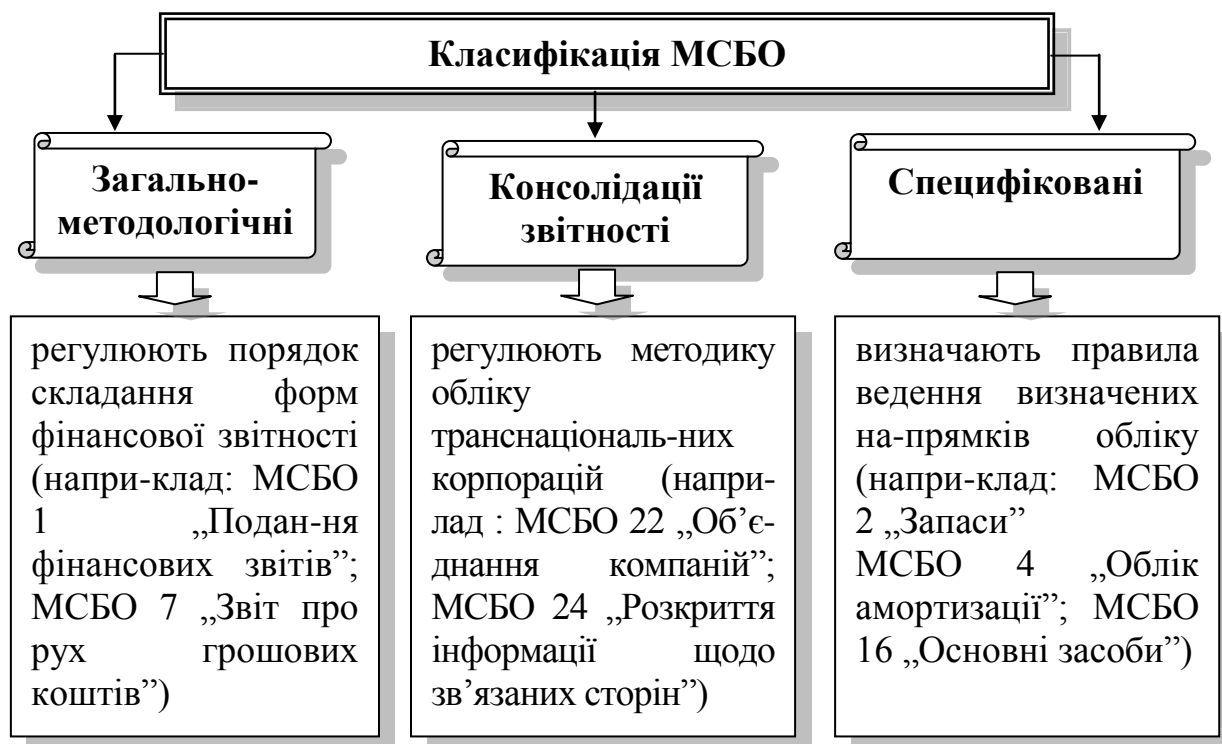 Класифікація МСБО
Загально-
методологічні
Консолідації
звітності
Специфіковані
регулюють порядок
складання форм
фінансової звітності
(напри-клад: МСБО
1 „Подан-ня
фінансових звітів”;
МСБО 7 „Звіт про
рух грошових
коштів”)
регулюють методику
обліку
транснаціональ-них
корпорацій (напри-
лад : МСБО 22 „Об’є-
днання компаній”;
МСБО 24 „Розкриття
інформації щодо
зв’язаних сторін”)
визначають правила
ведення визначених
на-прямків обліку
(напри-клад: МСБО
2 „Запаси”
МСБО 4 „Облік
амортизації”; МСБО
16 „Основні засоби”)